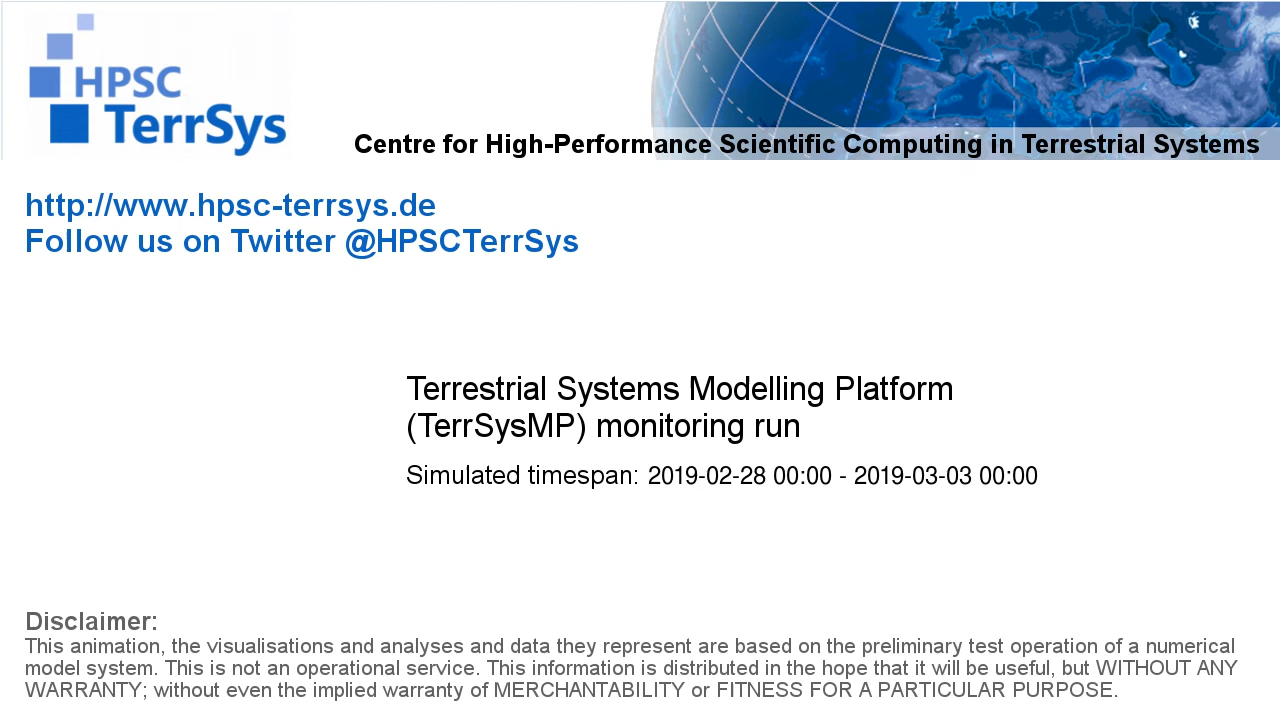 HPSC
TerrSys
Centre for High-Performance Scientific Computing in Terrestrial Systems
http://www.hpsc-terrsys.de
Follow us on Twitter @HPSCTerrSys
Terrestrial Systems Modelling Platform
(TerrSysMP) monitoring run
Simulated timespan: 2019-02-28 00:00 - 2019-03-03 00:00
Disclaimer:
This animation, the visualisations and analyses and data they represent are based on the preliminary test operation of a numerical
model system. This is not an operational service. This information is distributed in the hope that it will be useful, but WITHOUT ANY
WARRANTY; without even the implied warranty of MERCHANTABILITY or FITNESS FOR A PARTICULAR PURPOSE.